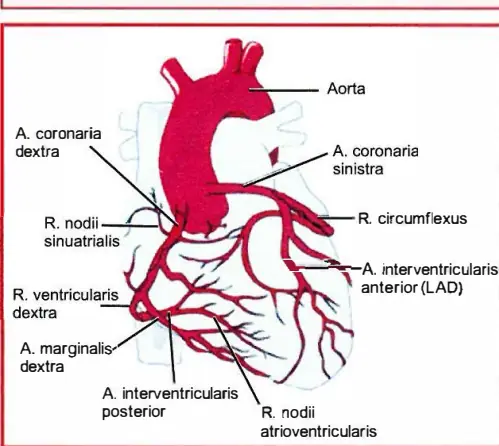 Aorta
A. coronaria
dextra
A. coronaria
sinistra
R. nodii
sinuatrialis
R. circumflexus
A. interventricularis
anterior (LAD)
R. ventricularis
dextra
A. marginalis
dextra
A. interventricularis
posterior
R. nodii
atrioventricularis